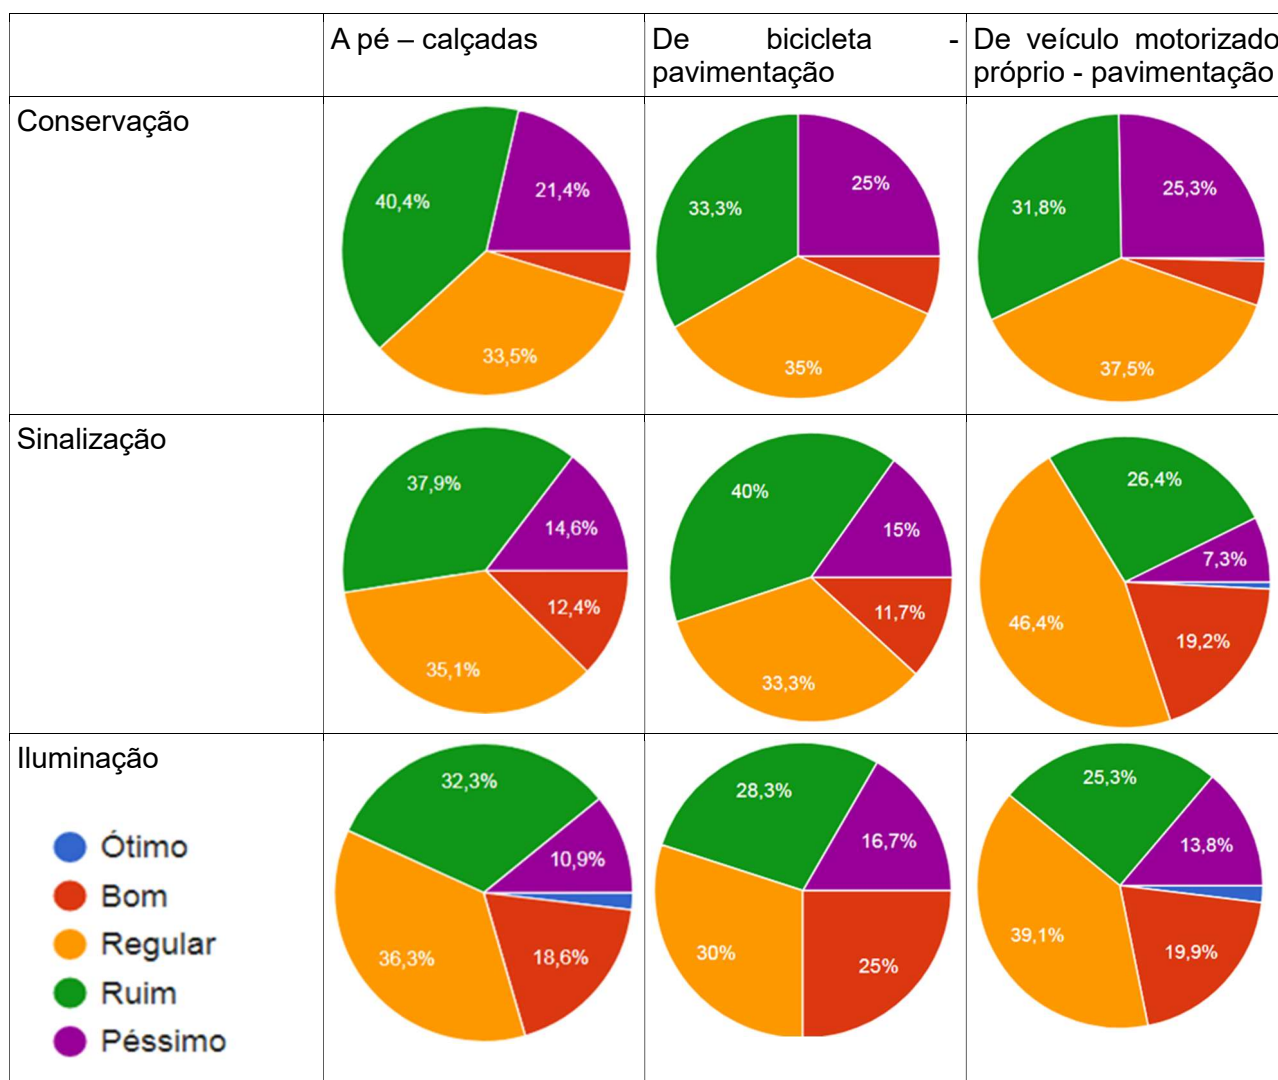 A pé – calçadas
De bicicleta -
pavimentação
De veículo motorizado
próprio - pavimentação
Conservação
40,4%
21,4%
33,5%
33,3%
25%
35%
31,8%
25,3%
37,5%
Sinalização
37,9%
14,6%
12,4%
35,1%
40%
15%
11,7%
33,3%
26,4%
7,3%
46,4%
19,2%
Iluminação
Ótimo
Bom
Regular
Ruim
Péssimo
32,3%
10,9%
36,3%
18,6%
28,3%
16,7%
30%
25%
25,3%
13,8%
39,1%
19,9%